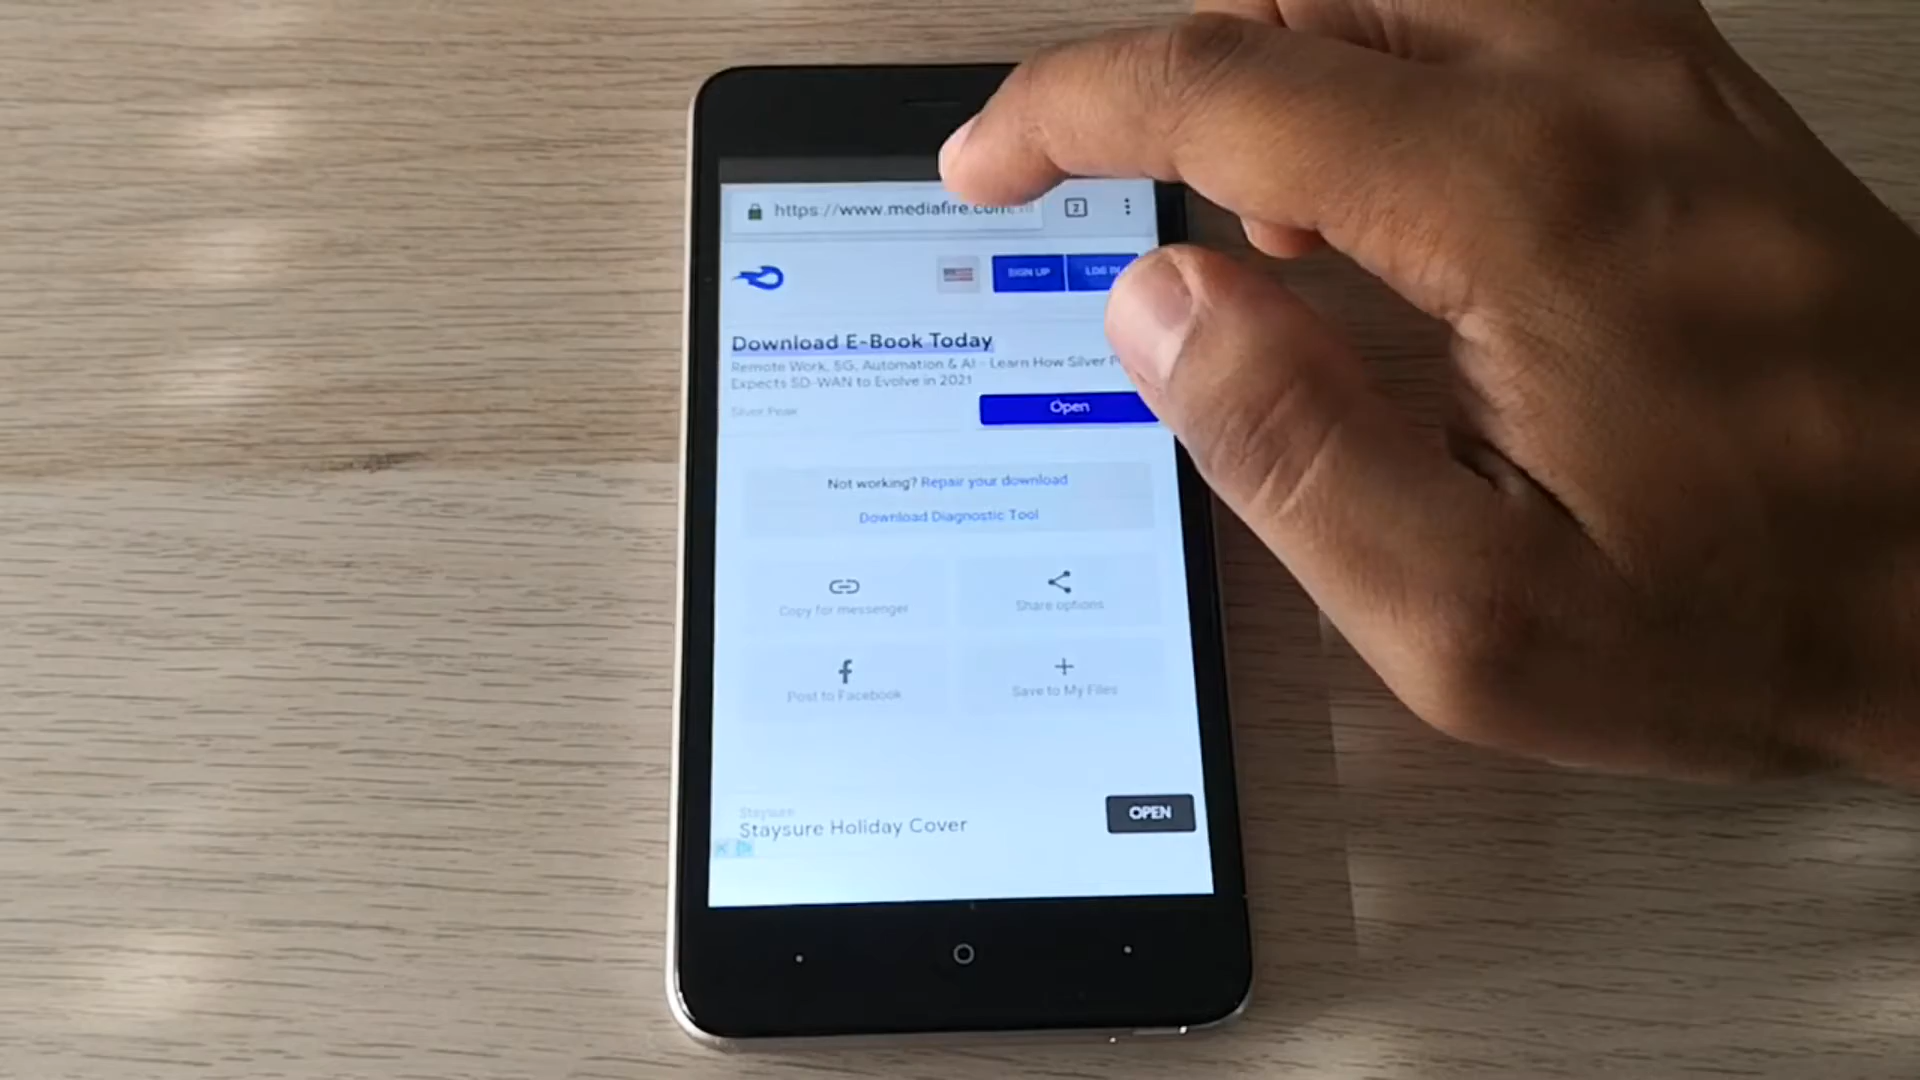 https://www.mediafire.com
2
SIGN UP
LOG IN
Download E-Book Today
Remote Work, 5G, Automation & AI - Learn How Silver
Expects SD-WAN to Evolve in 2021
Silver Peak
Open
Not working? Repair your download
Download Diagnostic Tool
Copy for messenger
Share options
Post to Facebook
Save to My Files
Staysure
Staysure Holiday Cover
OPEN